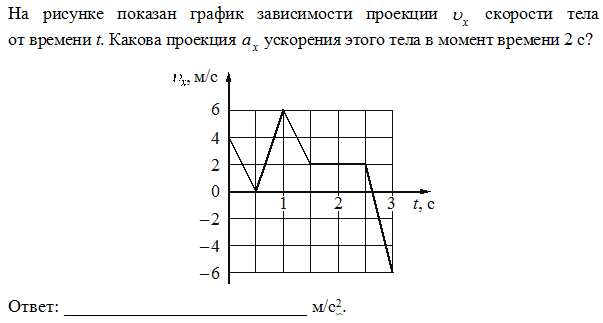 На рисунке показан график зависимости проекции υₓ скорости тела
от времени t. Какова проекция aₓ ускорения этого тела в момент времени 2 с?
υₓ, м/с
6
4
2
0
1 2 3 t, с
−2
−4
−6
Ответ: ___________________________ м/с².